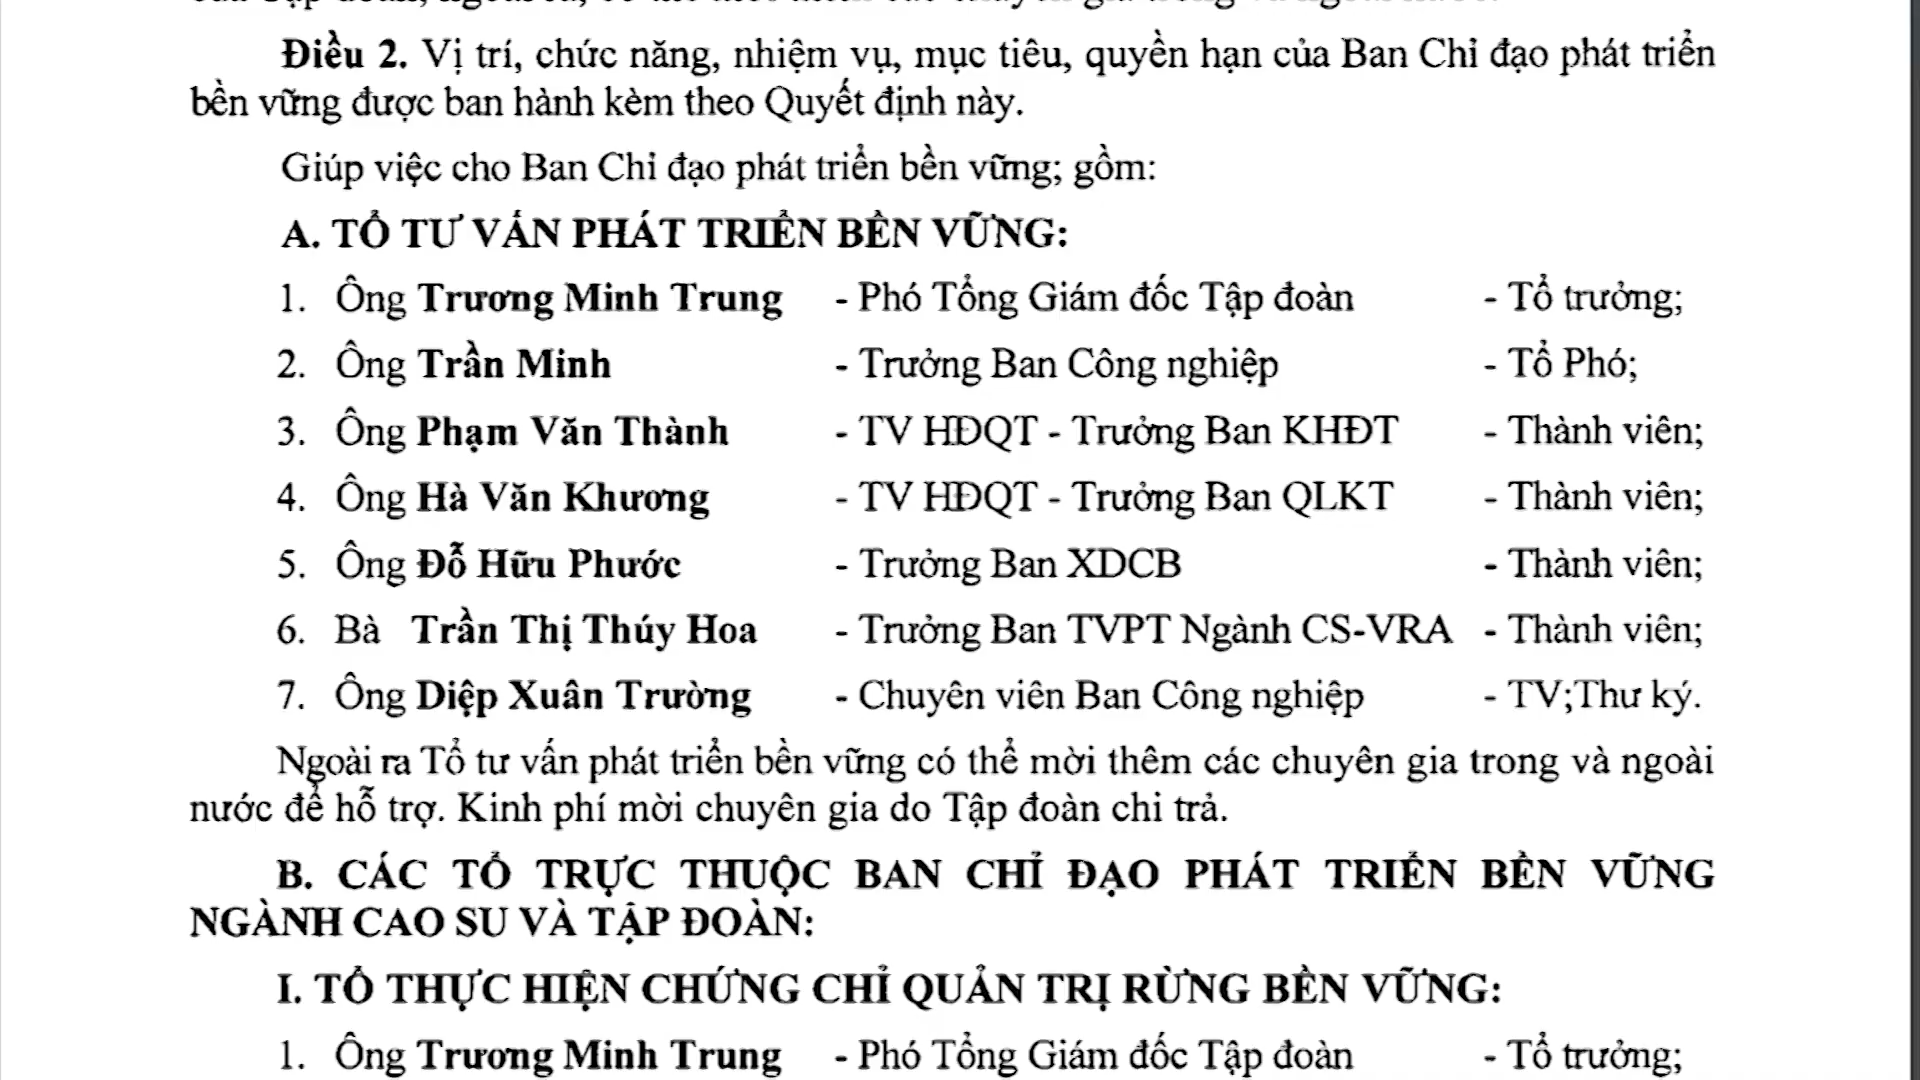 Điều 2. Vị trí, chức năng, nhiệm vụ, mục tiêu, quyền hạn của Ban Chỉ đạo phát triển
bền vững được ban hành kèm theo Quyết định này.
Giúp việc cho Ban Chỉ đạo phát triển bền vững; gồm:
A. TỔ TƯ VẤN PHÁT TRIỂN BỀN VỮNG:
1. Ông Trương Minh Trung - Phó Tổng Giám đốc Tập đoàn - Tổ trưởng;
2. Ông Trần Minh - Trưởng Ban Công nghiệp - Tổ Phó;
3. Ông Phạm Văn Thành - TV HĐQT - Trưởng Ban KHĐT - Thành viên;
4. Ông Hà Văn Khương - TV HĐQT - Trưởng Ban QLKT - Thành viên;
5. Ông Đỗ Hữu Phước - Trưởng Ban XDCB - Thành viên;
6. Bà Trần Thị Thúy Hoa - Trưởng Ban TVPT Ngành CS-VRA - Thành viên;
7. Ông Diệp Xuân Trường - Chuyên viên Ban Công nghiệp - TV;Thư ký.
Ngoài ra Tổ tư vấn phát triển bền vững có thể mời thêm các chuyên gia trong và ngoài
nước để hỗ trợ. Kinh phí mời chuyên gia do Tập đoàn chi trả.
B. CÁC TỔ TRỰC THUỘC BAN CHỈ ĐẠO PHÁT TRIỂN BỀN VỮNG
NGÀNH CAO SU VÀ TẬP ĐOÀN:
I. TỔ THỰC HIỆN CHỨNG CHỈ QUẢN TRỊ RỪNG BỀN VỮNG:
1. Ông Trương Minh Trung - Phó Tổng Giám đốc Tập đoàn - Tổ trưởng;